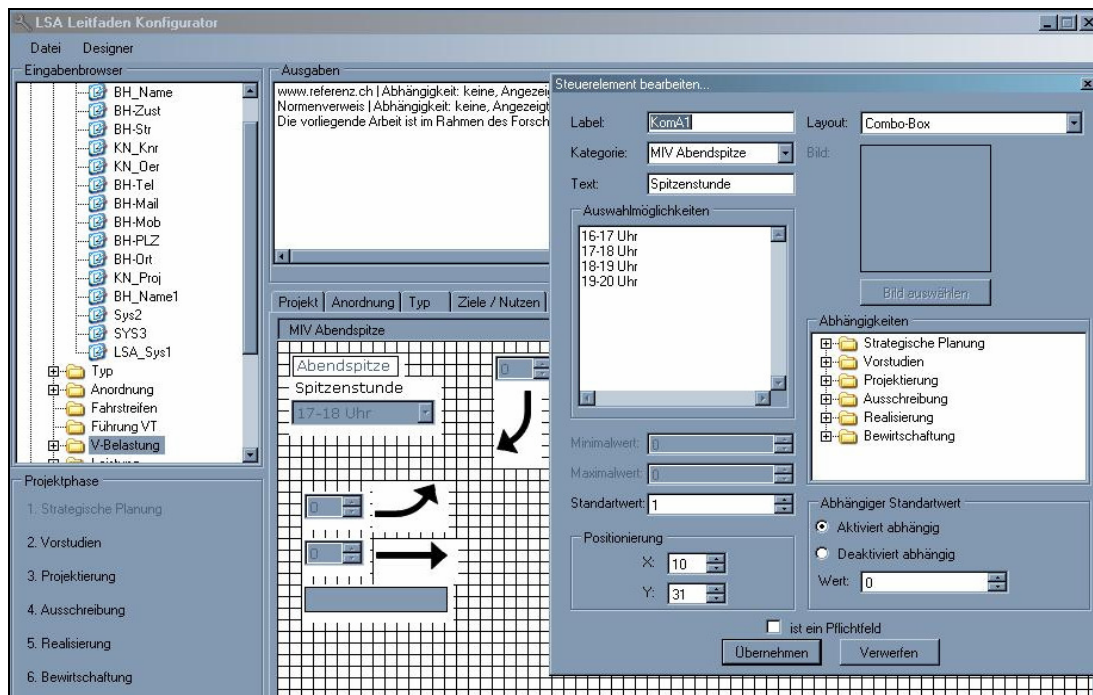 LSA Leitfaden Konfigurator
Datei Designer
Eingabenbrowser
BH_Name
BH-Zust
BH-Str
KN_Knr
KN_Oer
BH-Tel
BH-Mail
BH-Mob
BH-PLZ
BH-Ort
KN_Proj
BH_Name1
Sys2
SYS3
LSA_Sys1
Typ
Anordnung
Fahrstreifen
Führung VT
V-Belastung
Projektphase
1. Strategische Planung
2. Vorstudien
3. Projektierung
4. Ausschreibung
5. Realisierung
6. Bewirtschaftung
Ausgaben
www.referenz.ch | Abhängigkeit: keine, Angezeig
Normenverweis | Abhängigkeit: keine, Angezeigt
Die vorliegende Arbeit ist im Rahmen des Forsch
Projekt Anordnung Typ Ziele / Nutzen
MIV Abendspitze
Abendspitze
Spitzenstunde
17-18 Uhr
0
0
0
Steuerelement bearbeiten...
Label: KomA1
Kategorie: MIV Abendspitze
Text: Spitzenstunde
Auswahlmöglichkeiten
16-17 Uhr
17-18 Uhr
18-19 Uhr
19-20 Uhr
Minimalwert: 0
Maximalwert: 0
Standartwert: 1
Positionierung
X: 10
Y: 31
Layout: Combo-Box
Bild:
Bild auswählen
Abhängigkeiten
Strategische Planung
Vorstudien
Projektierung
Ausschreibung
Realisierung
Bewirtschaftung
Abhängiger Standartwert
Aktiviert abhängig
Deaktiviert abhängig
Wert: 0
ist ein Pflichtfeld
Übernehmen Verwerfen